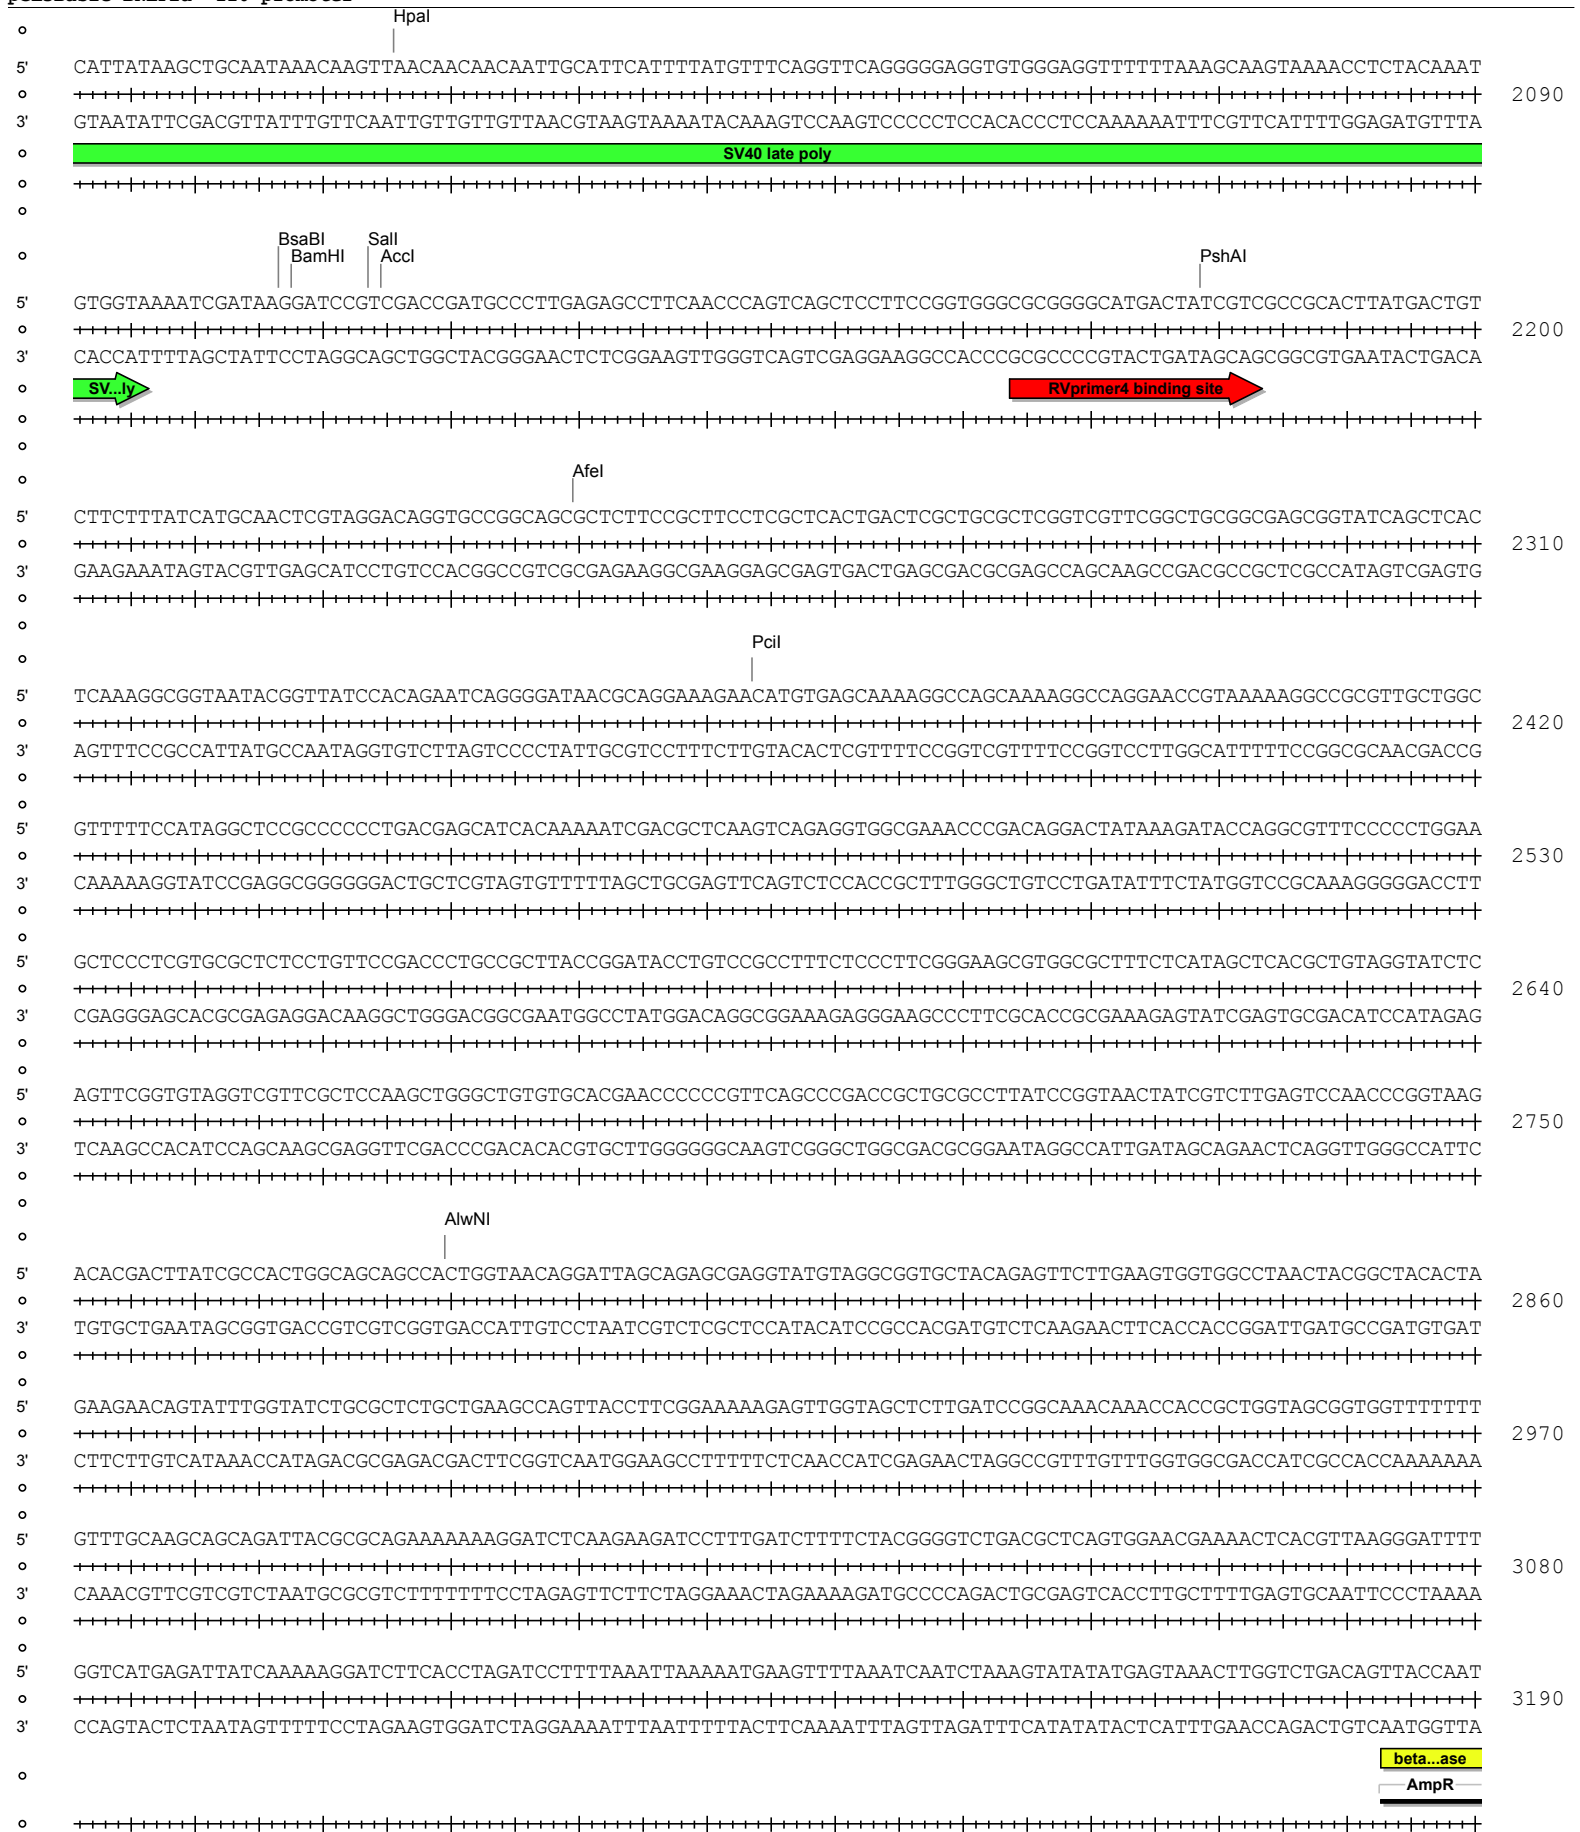 HpaI
5' CATTATAAGCTGCAATAAACAAGTTAACAACAACAATTGCATTCATTTTATGTTTCAGGTTCAGGGGGAGGTGTGGGAGGTTTTTTAAAGCAAGTAAAACCTCTACAAAT
2090
3' GTAATATTCGACGTTATTTGTTCAATTGTTGTTGTTAACGTAAGTAAAATACAAAGTCCAAGTCCCCCTCCACACCCTCCAAAAAATTTCGTTCATTTTGGAGATGTTTA
SV40 late poly
BsaBI SalI
BamHI AccI PshAI
5' GTGGTAAAATCGATAAGGATCCGTCGACCGATGCCCTTGAGAGCCTTCAACCCAGTCAGCTCCTTCCGGTGGGCGCGGGGCATGACTATCGTCGCCGCACTTATGACTGT
2200
3' CACCATTTTAGCTATTCCTAGGCAGCTGGCTACGGGAACTCTCGGAAGTTGGGTCAGTCGAGGAAGGCCACCCGCGCCCCGTACTGATAGCAGCGGCGTGAATACTGACA
SV...ly RVprimer4 binding site
AfeI
5' CTTCTTTATCATGCAACTCGTAGGACAGGTGCCGGCAGCGCTCTTCCGCTTCCTCGCTCACTGACTCGCTGCGCTCGGTCGTTCGGCTGCGGCGAGCGGTATCAGCTCAC
2310
3' GAAGAAATAGTACGTTGAGCATCCTGTCCACGGCCGTCGCGAGAAGGCGAAGGAGCGAGTGACTGAGCGACGCGAGCCAGCAAGCCGACGCCGCTCGCCATAGTCGAGTG
PciI
5' TCAAAGGCGGTAATACGGTTATCCACAGAATCAGGGGATAACGCAGGAAAGAACATGTGAGCAAAAGGCCAGCAAAAGGCCAGGAACCGTAAAAAGGCCGCGTTGCTGGC
2420
3' AGTTTCCGCCATTATGCCAATAGGTGTCTTAGTCCCCTATTGCGTCCTTTCTTGTACACTCGTTTTCCGGTCGTTTTCCGGTCCTTGGCATTTTTCCGGCGCAACGACCG
5' GTTTTTCCATAGGCTCCGCCCCCCTGACGAGCATCACAAAAATCGACGCTCAAGTCAGAGGTGGCGAAACCCGACAGGACTATAAAGATACCAGGCGTTTCCCCCTGGAA
2530
3' CAAAAAGGTATCCGAGGCGGGGGGACTGCTCGTAGTGTTTTTAGCTGCGAGTTCAGTCTCCACCGCTTTGGGCTGTCCTGATATTTCTATGGTCCGCAAAGGGGGACCTT
5' GCTCCCTCGTGCGCTCTCCTGTTCCGACCCTGCCGCTTACCGGATACCTGTCCGCCTTTCTCCCTTCGGGAAGCGTGGCGCTTTCTCATAGCTCACGCTGTAGGTATCTC
2640
3' CGAGGGAGCACGCGAGAGGACAAGGCTGGGACGGCGAATGGCCTATGGACAGGCGGAAAGAGGGAAGCCCTTCGCACCGCGAAAGAGTATCGAGTGCGACATCCATAGAG
5' AGTTCGGTGTAGGTCGTTCGCTCCAAGCTGGGCTGTGTGCACGAACCCCCCGTTCAGCCCGACCGCTGCGCCTTATCCGGTAACTATCGTCTTGAGTCCAACCCGGTAAG
2750
3' TCAAGCCACATCCAGCAAGCGAGGTTCGACCCGACACACGTGCTTGGGGGGCAAGTCGGGCTGGCGACGCGGAATAGGCCATTGATAGCAGAACTCAGGTTGGGCCATTC
AlwNI
5' ACACGACTTATCGCCACTGGCAGCAGCCACTGGTAACAGGATTAGCAGAGCGAGGTATGTAGGCGGTGCTACAGAGTTCTTGAAGTGGTGGCCTAACTACGGCTACACTA
2860
3' TGTGCTGAATAGCGGTGACCGTCGTCGGTGACCATTGTCCTAATCGTCTCGCTCCATACATCCGCCACGATGTCTCAAGAACTTCACCACCGGATTGATGCCGATGTGAT
5' GAAGAACAGTATTTGGTATCTGCGCTCTGCTGAAGCCAGTTACCTTCGGAAAAAGAGTTGGTAGCTCTTGATCCGGCAAACAAACCACCGCTGGTAGCGGTGGTTTTTTT
2970
3' CTTCTTGTCATAAACCATAGACGCGAGACGACTTCGGTCAATGGAAGCCTTTTTCTCAACCATCGAGAACTAGGCCGTTTGTTTGGTGGCGACCATCGCCACCAAAAAAA
5' GTTTGCAAGCAGCAGATTACGCGCAGAAAAAAAGGATCTCAAGAAGATCCTTTGATCTTTTCTACGGGGTCTGACGCTCAGTGGAACGAAAACTCACGTTAAGGGATTTT
3080
3' CAAACGTTCGTCGTCTAATGCGCGTCTTTTTTTCCTAGAGTTCTTCTAGGAAACTAGAAAAGATGCCCCAGACTGCGAGTCACCTTGCTTTTGAGTGCAATTCCCTAAAA
5' GGTCATGAGATTATCAAAAAGGATCTTCACCTAGATCCTTTTAAATTAAAAATGAAGTTTTAAATCAATCTAAAGTATATATGAGTAAACTTGGTCTGACAGTTACCAAT
3190
3' CCAGTACTCTAATAGTTTTTCCTAGAAGTGGATCTAGGAAAATTTAATTTTTACTTCAAAATTTAGTTAGATTTCATATATACTCATTTGAACCAGACTGTCAATGGTTA
beta...ase
AmpR